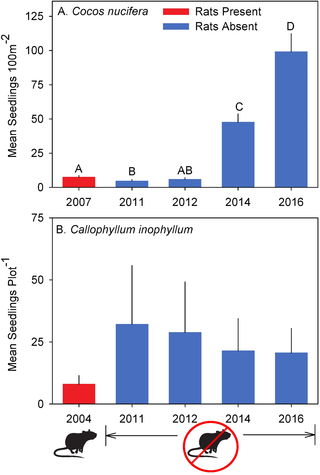 A. Cocos nucifera
Rats Present
Rats Absent
Mean Seedlings 100m-2
125
100
75
50
25
0
A
B
AB
C
D
2007 2011 2012 2014 2016
B. Callophyllum inophyllum
Mean Seedlings Plot-1
75
50
25
0
2004 2011 2012 2014 2016